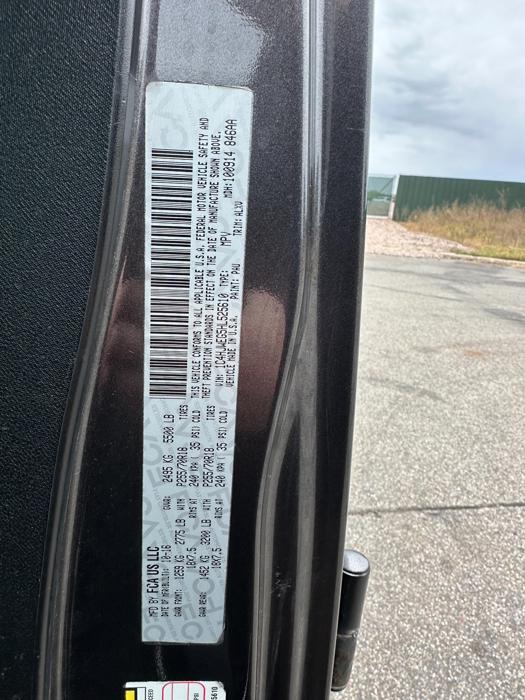 MFD BY FCA US LLC
DATE OF MFR(BLT): 10-16 GVWR: 2495 KG 5500 LB
GAWR FRONT: 1259 KG 2775 LB WITH P255/70R18 TIRES
18X7.5 RIMS AT 240 KPA ( 35 PSI) COLD
GAWR REAR: 1452 KG 3200 LB WITH P255/70R18 TIRES
18X7.5 RIMS AT 240 KPA ( 35 PSI) COLD
THIS VEHICLE CONFORMS TO ALL APPLICABLE U.S.A. FEDERAL MOTOR VEHICLE SAFETY AND
THEFT PREVENTION STANDARDS IN EFFECT ON THE DATE OF MANUFACTURE SHOWN ABOVE.
VIN: 1C4HJWEG5HL525610 TYPE: MPV MDH:100914 846AA
VEHICLE MADE IN U.S.A. PAINT: PAU TRIM: ALXU
5610